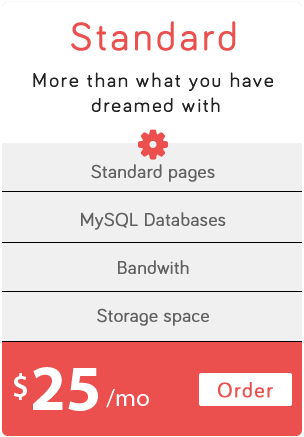 Standard
More than what you have
dreamed with
Standard pages
MySQL Databases
Bandwith
Storage space
$25 /mo
Order